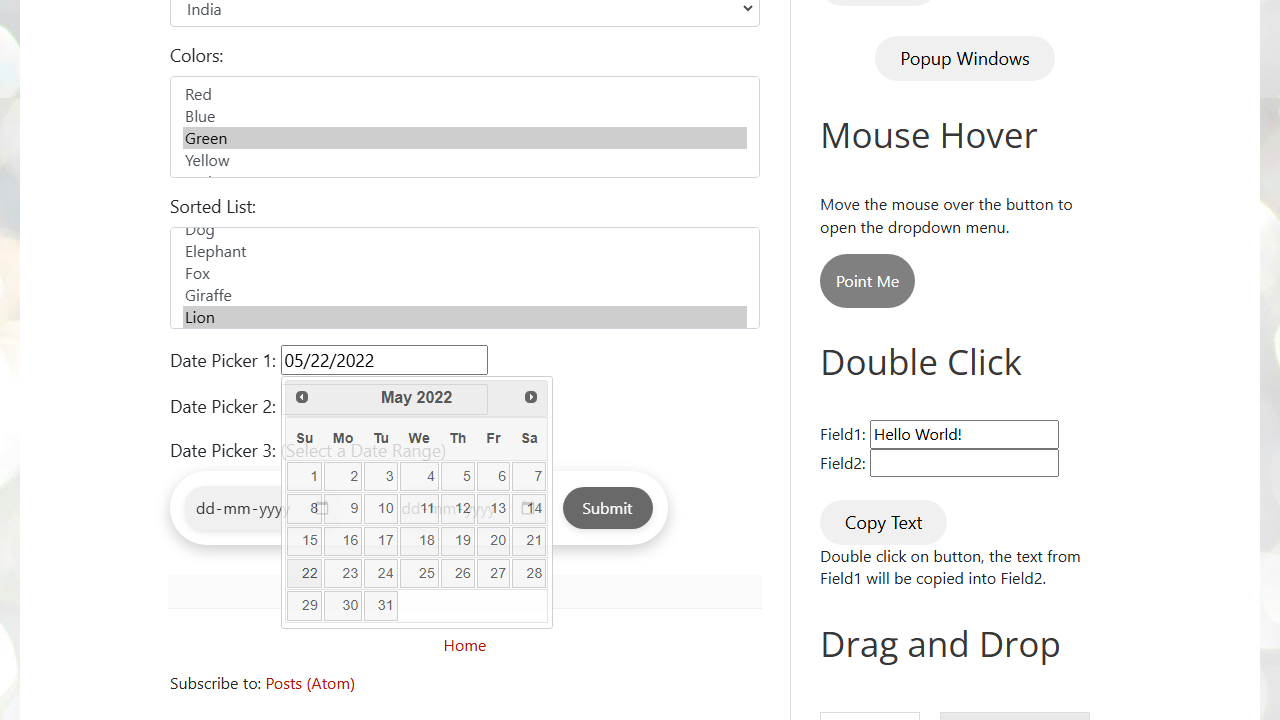 India
Colors:
Red
Blue
Green
Yellow
Sorted List:
Dog
Elephant
Fox
Giraffe
Lion
Date Picker 1: 05/22/2022
May 2022
Su Mo Tu We Th Fr Sa
1 2 3 4 5 6 7
8 9 10 11 12 13 14
15 16 17 18 19 20 21
22 23 24 25 26 27 28
29 30 31
Date Picker 2:
Date Picker 3: (Select a Date Range)
dd-mm-yyyy dd-mm-yyyy Submit
Home
Subscribe to: Posts (Atom)
Popup Windows
Mouse Hover
Move the mouse over the button to
open the dropdown menu.
Point Me
Double Click
Field1: Hello World!
Field2:
Copy Text
Double click on button, the text from
Field1 will be copied into Field2.
Drag and Drop